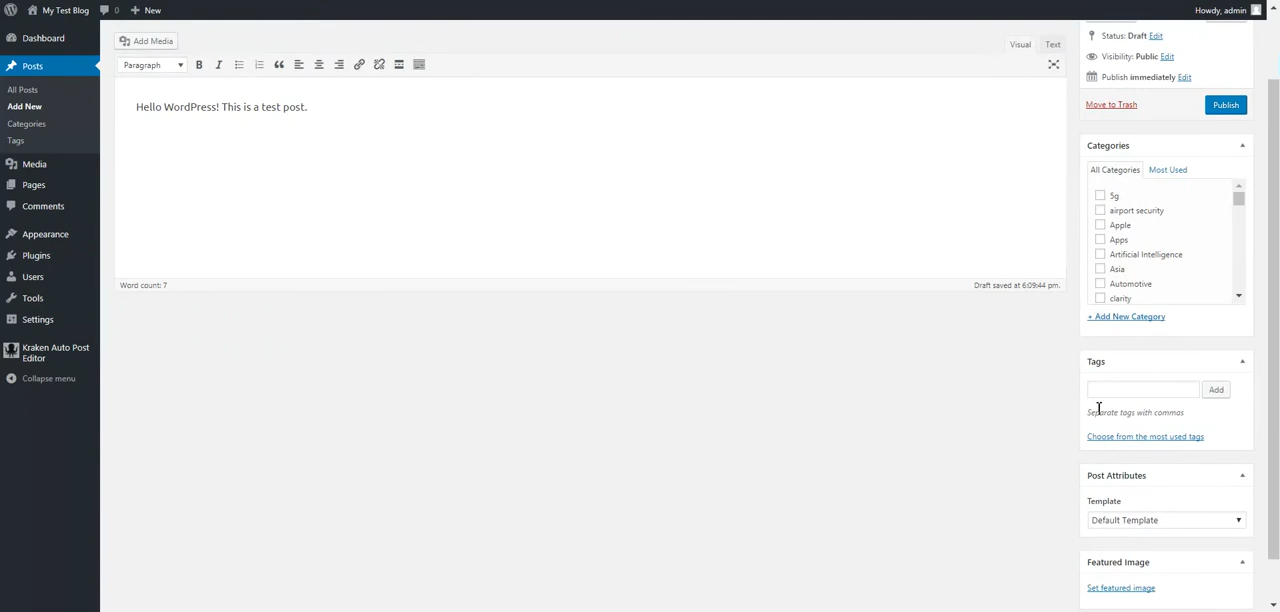 My Test Blog 0 + New Howdy, admin
Dashboard
Posts
All Posts
Add New
Categories
Tags
Media
Pages
Comments
Appearance
Plugins
Users
Tools
Settings
Kraken Auto Post
Editor
Collapse menu
Add Media
Visual Text
Paragraph B I
Hello WordPress! This is a test post.
Word count: 7 Draft saved at 6:09:44 pm.
Status: Draft Edit
Visibility: Public Edit
Publish immediately Edit
Move to Trash Publish
Categories
All Categories Most Used
5g
airport security
Apple
Apps
Artificial Intelligence
Asia
Automotive
clarity
+ Add New Category
Tags
Add
Separate tags with commas
Choose from the most used tags
Post Attributes
Template
Default Template
Featured Image
Set featured image